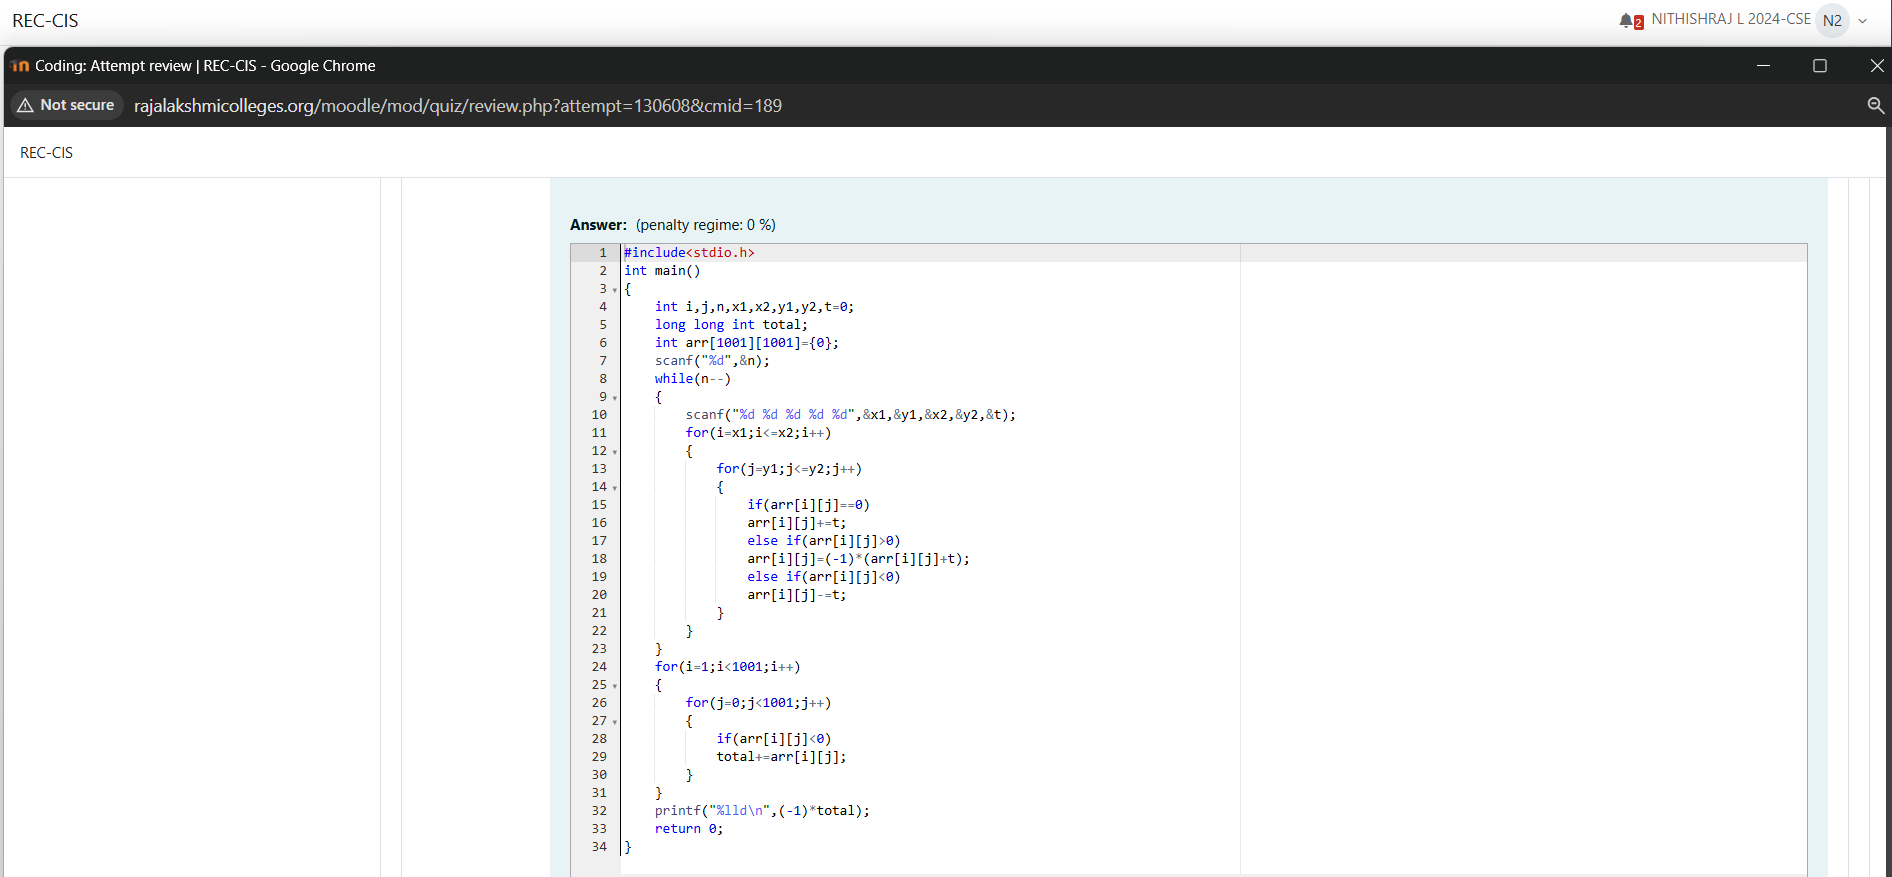 REC-CIS
2 NITHISHRAJ L 2024-CSE N2
Coding: Attempt review | REC-CIS - Google Chrome
Not secure rajalakshmicolleges.org/moodle/mod/quiz/review.php?attempt=130608&cmid=189
REC-CIS
Answer: (penalty regime: 0 %)
1 #include<stdio.h>
2 int main()
3 {
4     int i,j,n,x1,x2,y1,y2,t=0;
5     long long int total;
6     int arr[1001][1001]={0};
7     scanf("%d",&n);
8     while(n--)
9     {
10         scanf("%d %d %d %d %d",&x1,&y1,&x2,&y2,&t);
11         for(i=x1;i<=x2;i++)
12         {
13             for(j=y1;j<=y2;j++)
14             {
15                 if(arr[i][j]==0)
16                 arr[i][j]+=t;
17                 else if(arr[i][j]>0)
18                 arr[i][j]=(-1)*(arr[i][j]+t);
19                 else if(arr[i][j]<0)
20                 arr[i][j]-=t;
21             }
22         }
23     }
24     for(i=1;i<1001;i++)
25     {
26         for(j=0;j<1001;j++)
27         {
28             if(arr[i][j]<0)
29             total+=arr[i][j];
30         }
31     }
32     printf("%lld\n",(-1)*total);
33     return 0;
34 }